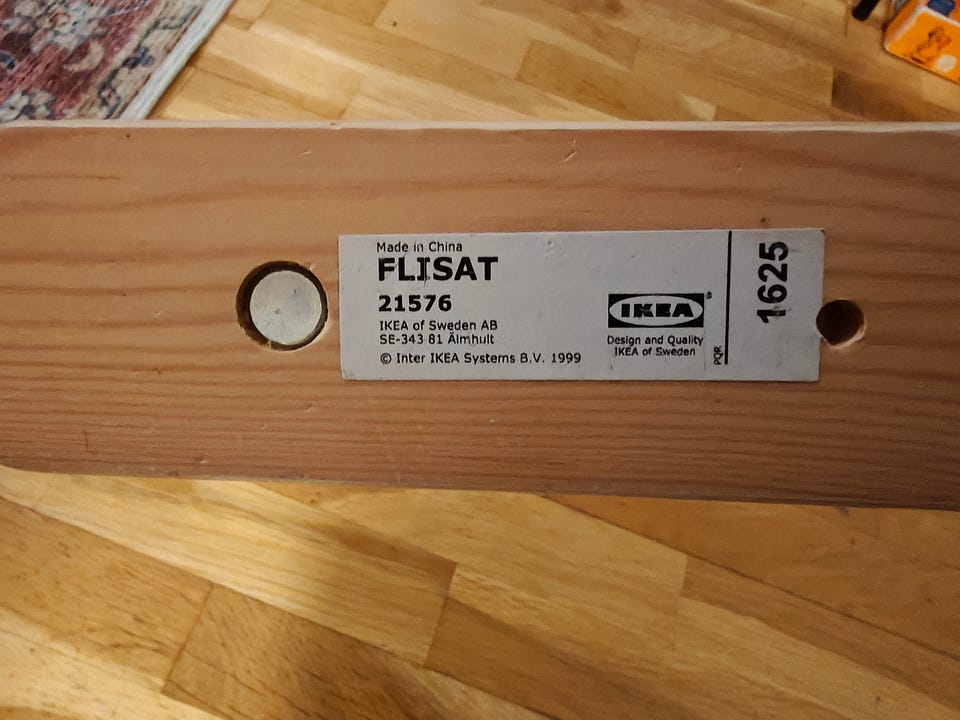 Made in China
FLISAT
21576
IKEA of Sweden AB
SE-343 81 Älmhult
© Inter IKEA Systems B.V. 1999
IKEA®
Design and Quality
IKEA of Sweden
PQR
1625